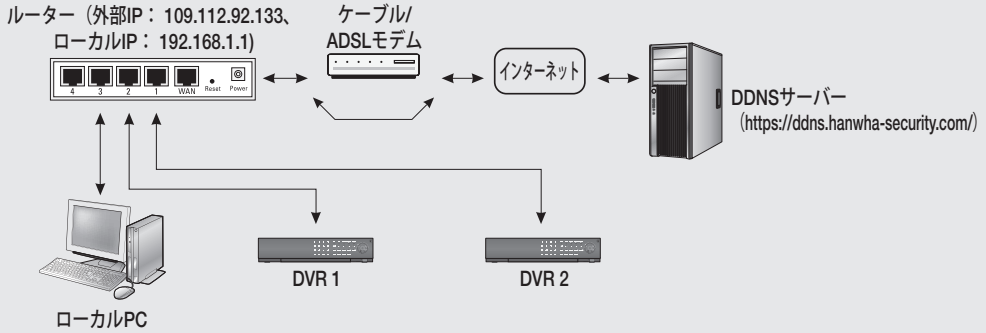 ルーター（外部IP： 109.112.92.133、
ローカルIP： 192.168.1.1)
ケーブル/
ADSLモデム
インターネット
DDNSサーバー
（https://ddns.hanwha-security.com/）
4 3 2 1 WAN Reset Power
DVR 1
DVR 2
ローカルPC